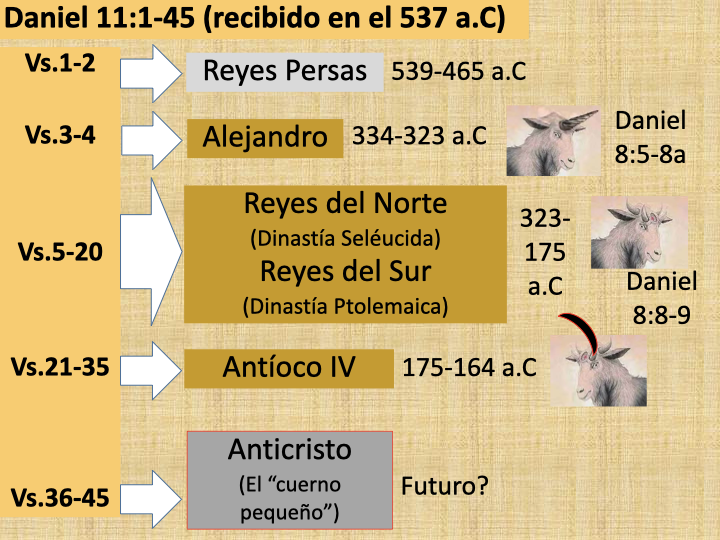 Daniel 11:1-45 (recibido en el 537 a.C)
Vs.1-2
Reyes Persas
539-465 a.C
Vs.3-4
Alejandro
334-323 a.C
Daniel
8:5-8a
Vs.5-20
Reyes del Norte
(Dinastía Seléucida)
Reyes del Sur
(Dinastía Ptolemaica)
323-
175
a.C
Daniel
8:8-9
Vs.21-35
Antíoco IV
175-164 a.C
Vs.36-45
Anticristo
(El “cuerno
pequeño”)
Futuro?